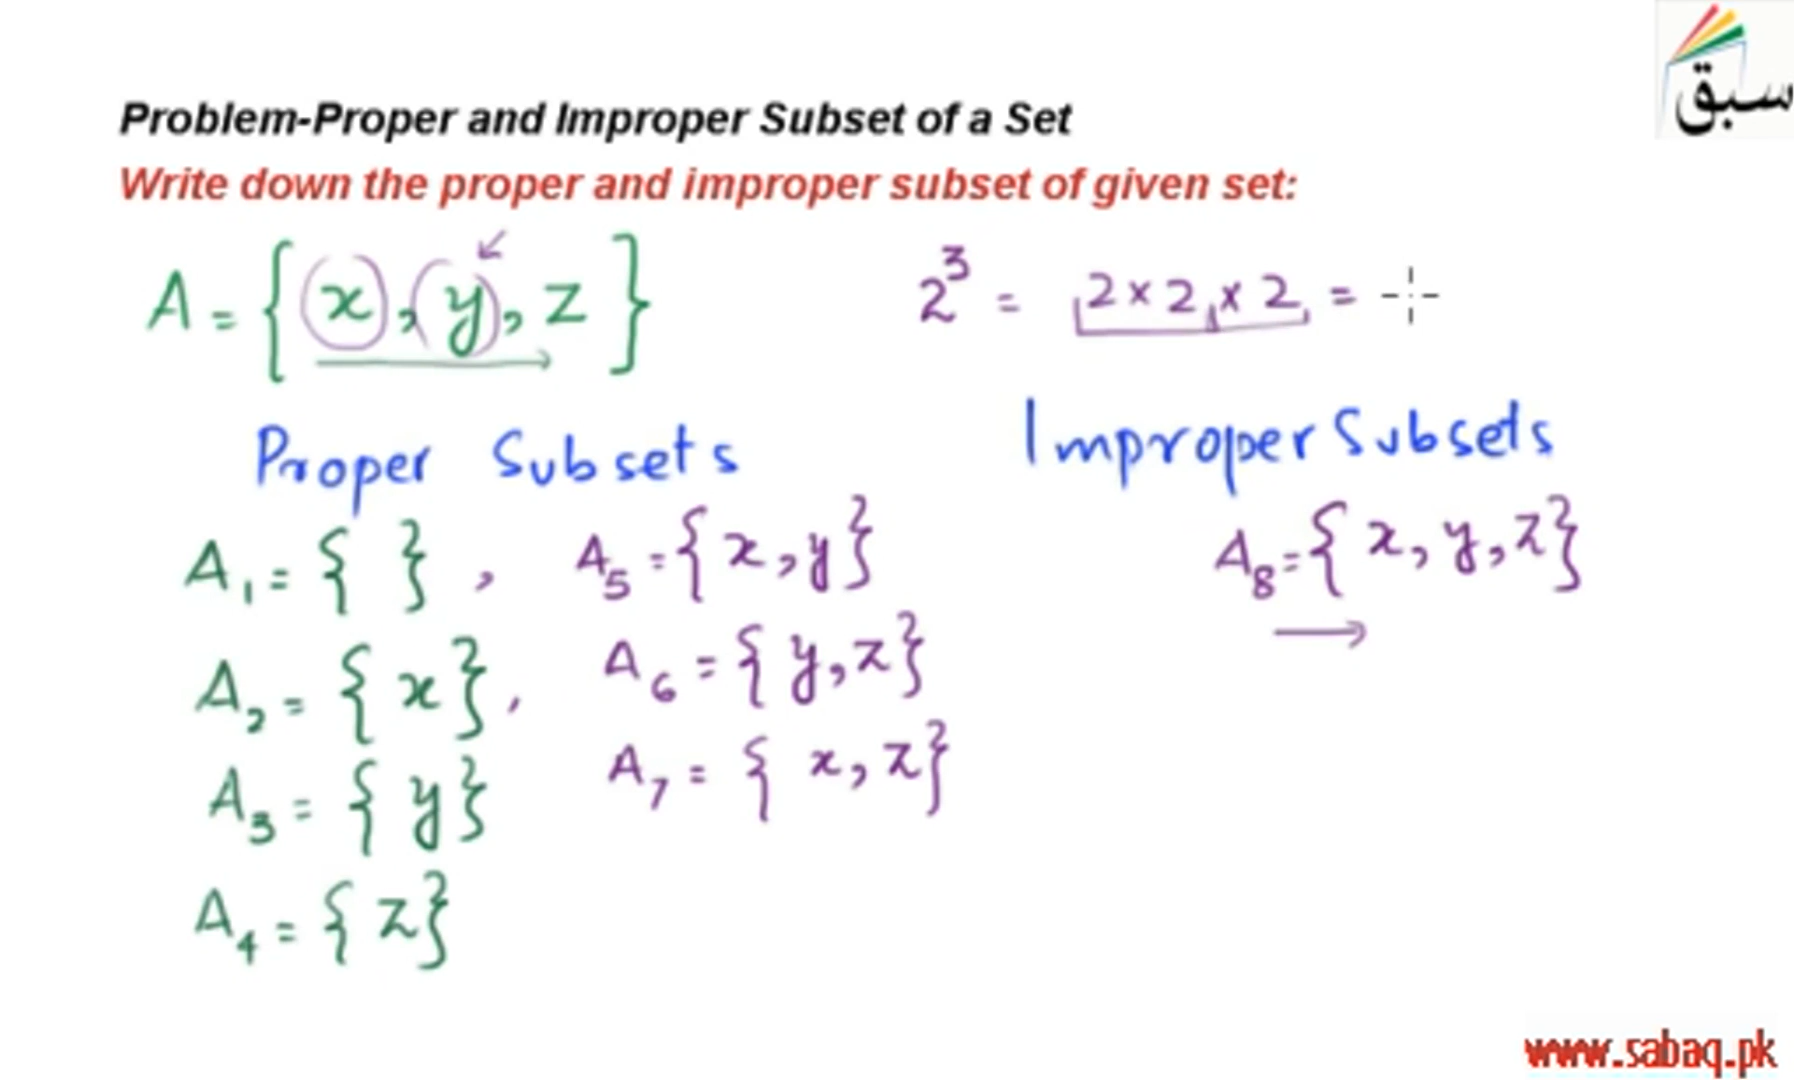 سبق
Problem-Proper and Improper Subset of a Set
Write down the proper and improper subset of given set:
A = { x, y, z }
2³ = 2 × 2 × 2 =
Proper Subsets
Improper Subsets
A₁ = { } ,
A₂ = { x } ,
A₃ = { y }
A₄ = { z }
A₅ = { x, y }
A₆ = { y, z }
A₇ = { x, z }
A₈ = { x, y, z }
www.sabaq.pk